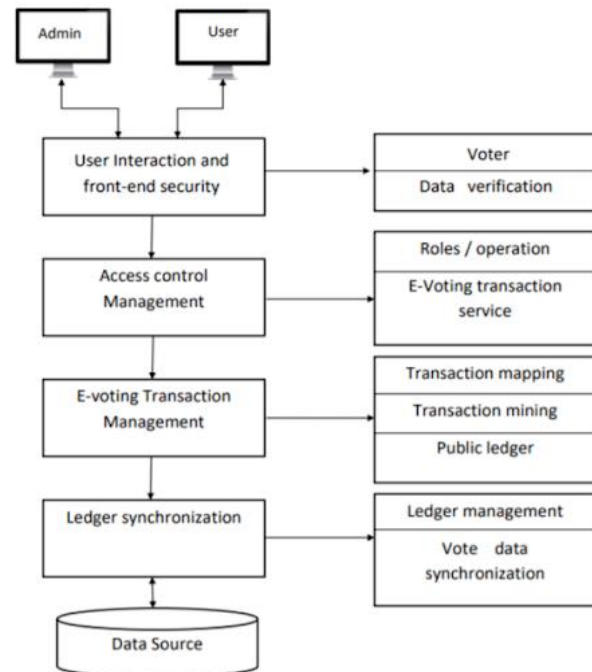 Admin
User
User Interaction and
front-end security
Voter
Data verification
Access control
Management
Roles / operation
E-Voting transaction
service
E-voting Transaction
Management
Transaction mapping
Transaction mining
Public ledger
Ledger synchronization
Ledger management
Vote data
synchronization
Data Source